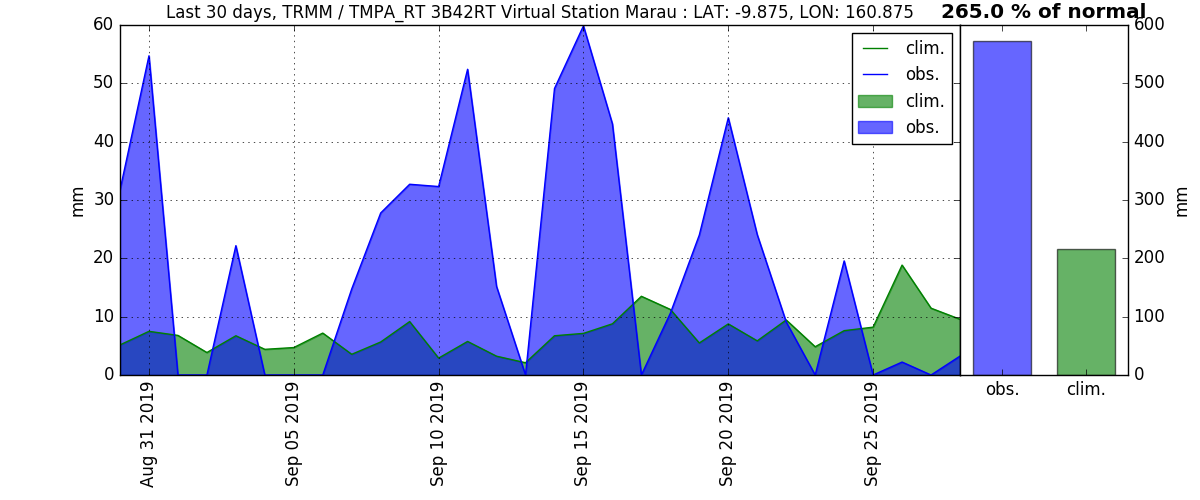 Last 30 days, TRMM / TMPA_RT 3B42RT Virtual Station Marau : LAT: -9.875, LON: 160.875
265.0 % of normal
60
50
40
30
20
10
0
mm
clim.
obs.
clim.
obs.
600
500
400
300
200
100
0
mm
Aug 31 2019
Sep 05 2019
Sep 10 2019
Sep 15 2019
Sep 20 2019
Sep 25 2019
obs.
clim.